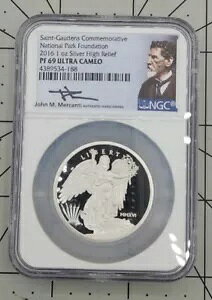 Saint-Gaudens Commemorative
National Park Foundation
2016 1 oz Silver High Relief
PF 69 ULTRA CAMEO
4389534-188
John M. Mercanti
NGC
LIBERTY
MMXVI